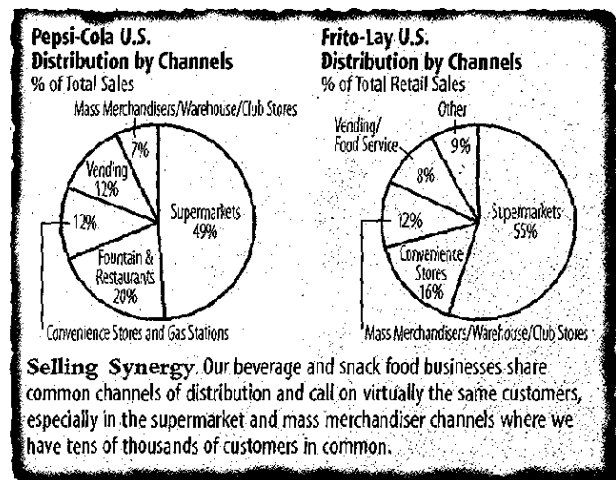 Pepsi-Cola U.S.
Distribution by Channels
% of Total Sales
Mass Merchandisers/Warehouse/Club Stores
7%
Vending
12%
12%
Supermarkets
49%
Fountain &
Restaurants
20%
Convenience Stores and Gas Stations
Frito-Lay U.S.
Distribution by Channels
% of Total Retail Sales
Other
9%
Vending/
Food Service
8%
12%
Supermarkets
55%
Convenience
Stores
16%
Mass Merchandisers/Warehouse/Club Stores
Selling Synergy. Our beverage and snack food businesses share
common channels of distribution and call on virtually the same customers,
especially in the supermarket and mass merchandiser channels where we
have tens of thousands of customers in common.